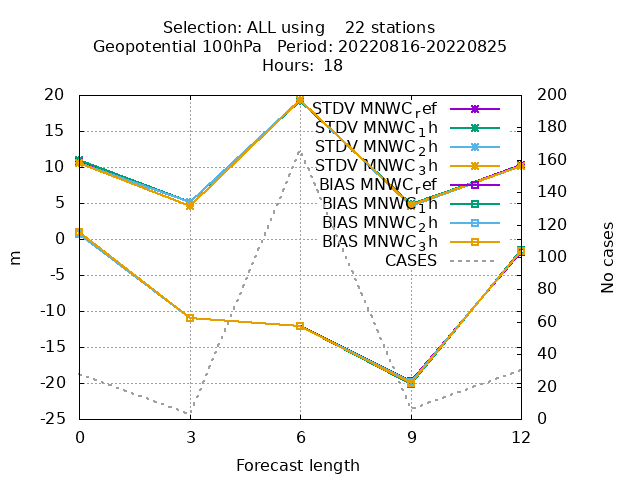 Selection: ALL using    22 stations
Geopotential 100hPa   Period: 20220816-20220825
Hours: 18
STDV MNWC_ref
STDV MNWC_1h
STDV MNWC_2h
STDV MNWC_3h
BIAS MNWC_ref
BIAS MNWC_1h
BIAS MNWC_2h
BIAS MNWC_3h
CASES
20
15
10
5
0
-5
-10
-15
-20
-25
m
200
180
160
140
120
100
80
60
40
20
0
No cases
0 3 6 9 12
Forecast length